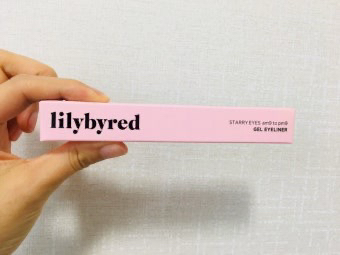 lilybyred
STARRY EYES am9 to pm9
GEL EYELINER